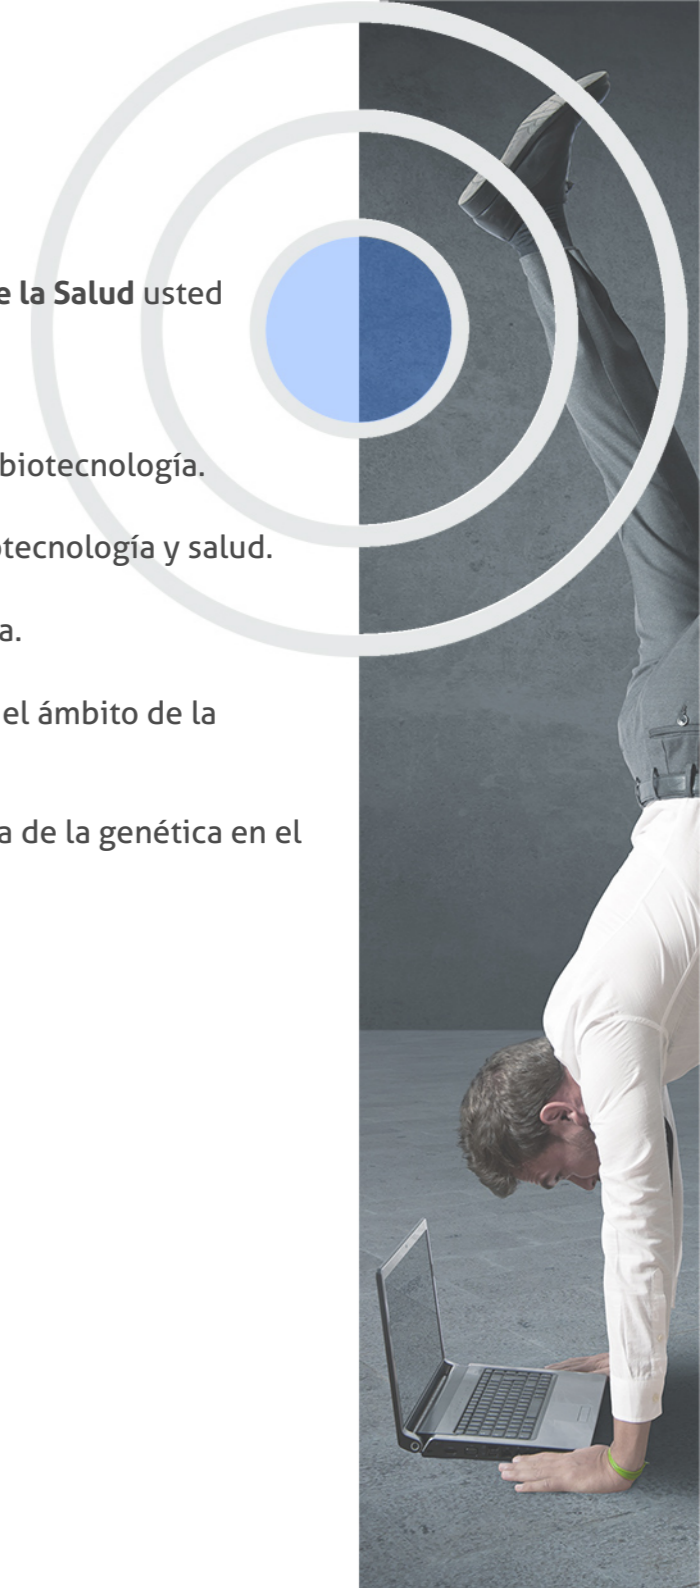 e la Salud usted
biotecnología.
otecnología y salud.
a.
el ámbito de la
a de la genética en el